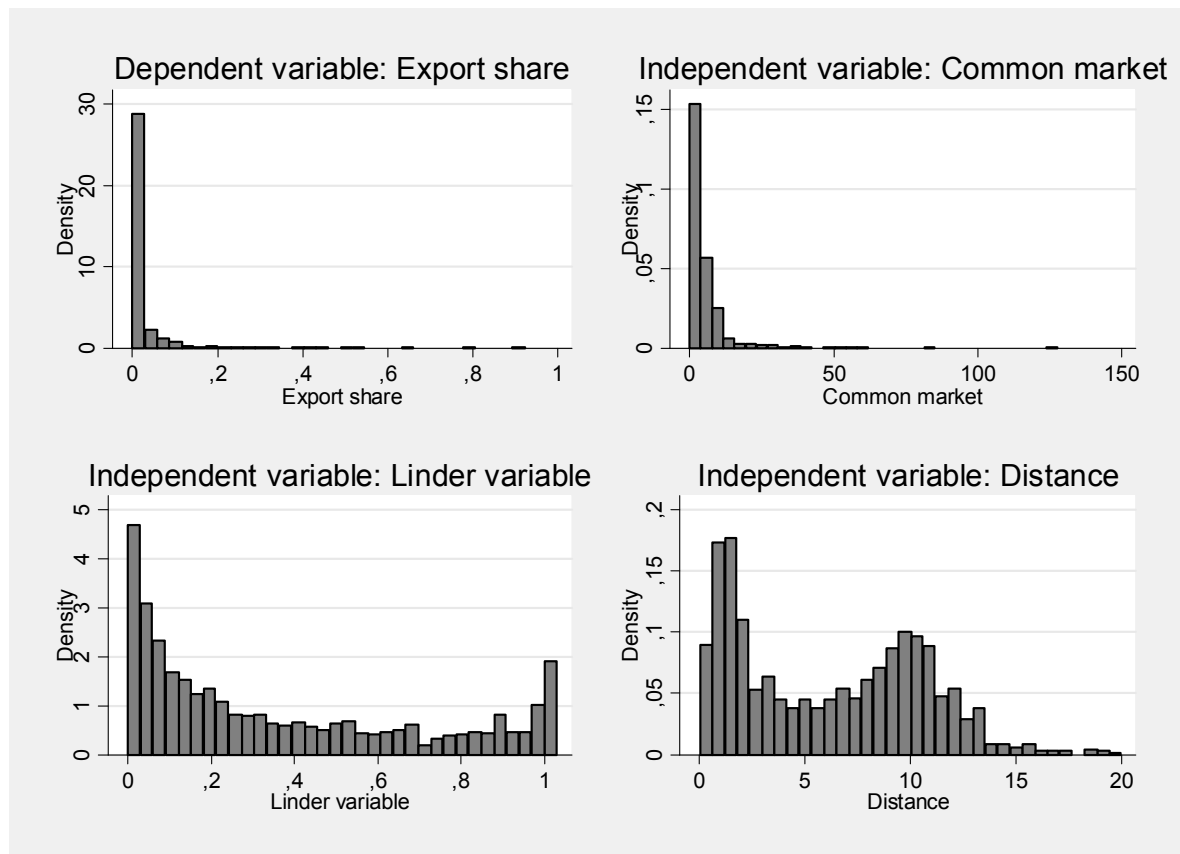 Dependent variable: Export share
Density
30
20
10
0
0 ,2 ,4 ,6 ,8 1
Export share
Independent variable: Common market
Density
,15
,1
,05
0
0 50 100 150
Common market
Independent variable: Linder variable
Density
5
4
3
2
1
0
0 ,2 ,4 ,6 ,8 1
Linder variable
Independent variable: Distance
Density
,2
,15
,1
,05
0
0 5 10 15 20
Distance